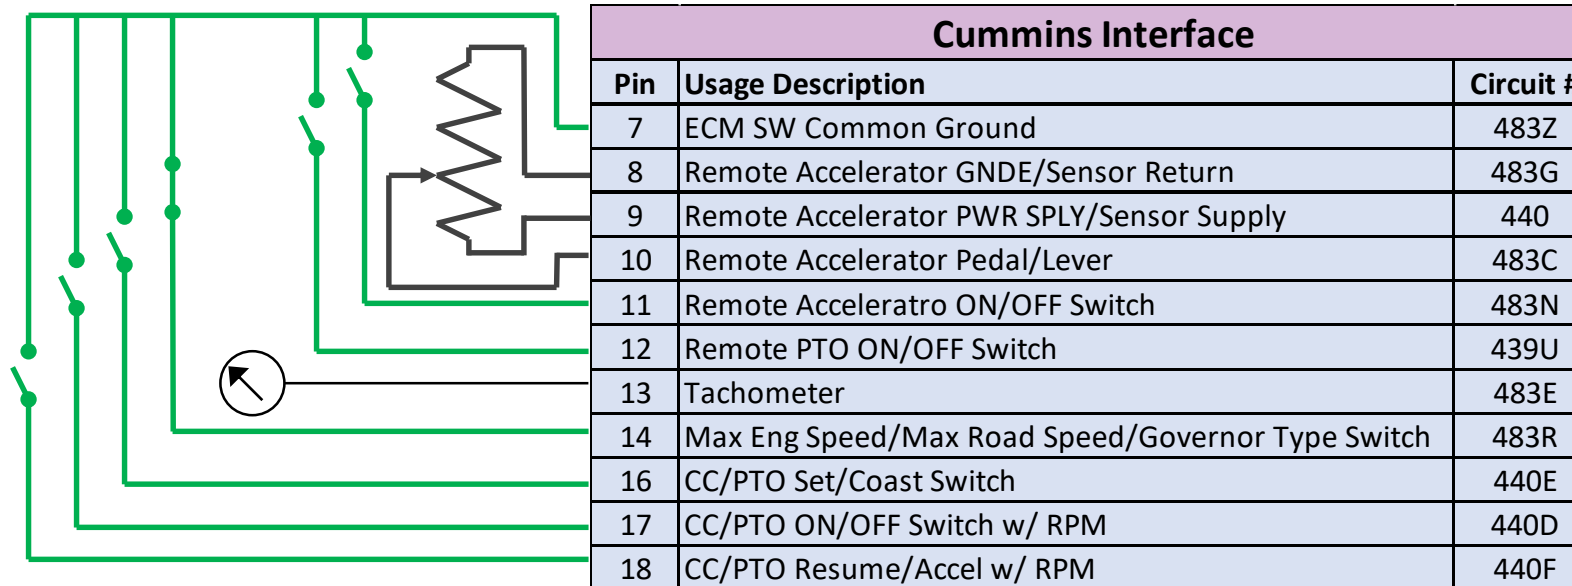 Cummins Interface
Pin Usage Description Circuit #
7 ECM SW Common Ground 483Z
8 Remote Accelerator GNDE/Sensor Return 483G
9 Remote Accelerator PWR SPLY/Sensor Supply 440
10 Remote Accelerator Pedal/Lever 483C
11 Remote Acceleratro ON/OFF Switch 483N
12 Remote PTO ON/OFF Switch 439U
13 Tachometer 483E
14 Max Eng Speed/Max Road Speed/Governor Type Switch 483R
16 CC/PTO Set/Coast Switch 440E
17 CC/PTO ON/OFF Switch w/ RPM 440D
18 CC/PTO Resume/Accel w/ RPM 440F